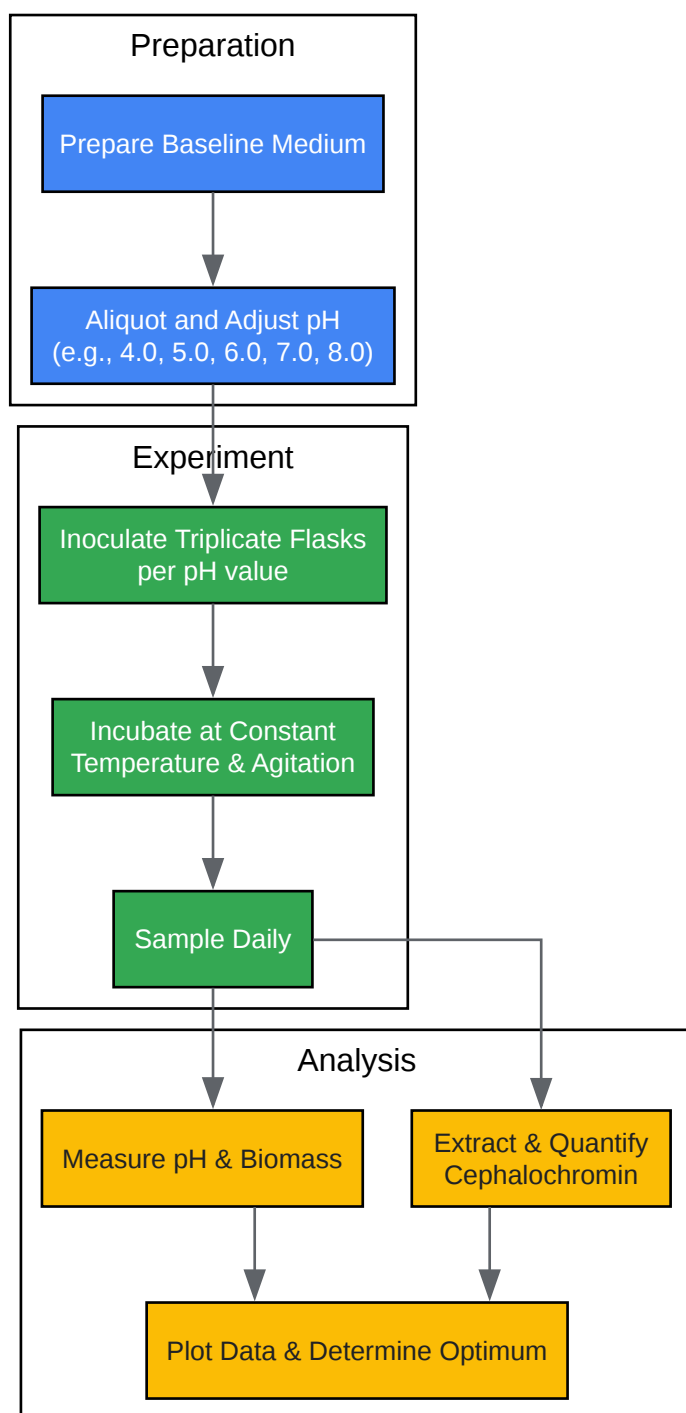 Preparation
Prepare Baseline Medium
Aliquot and Adjust pH
(e.g., 4.0, 5.0, 6.0, 7.0, 8.0)
Experiment
Inoculate Triplicate Flasks
per pH value
Incubate at Constant
Temperature & Agitation
Sample Daily
Analysis
Measure pH & Biomass
Extract & Quantify
Cephalochromin
Plot Data & Determine Optimum